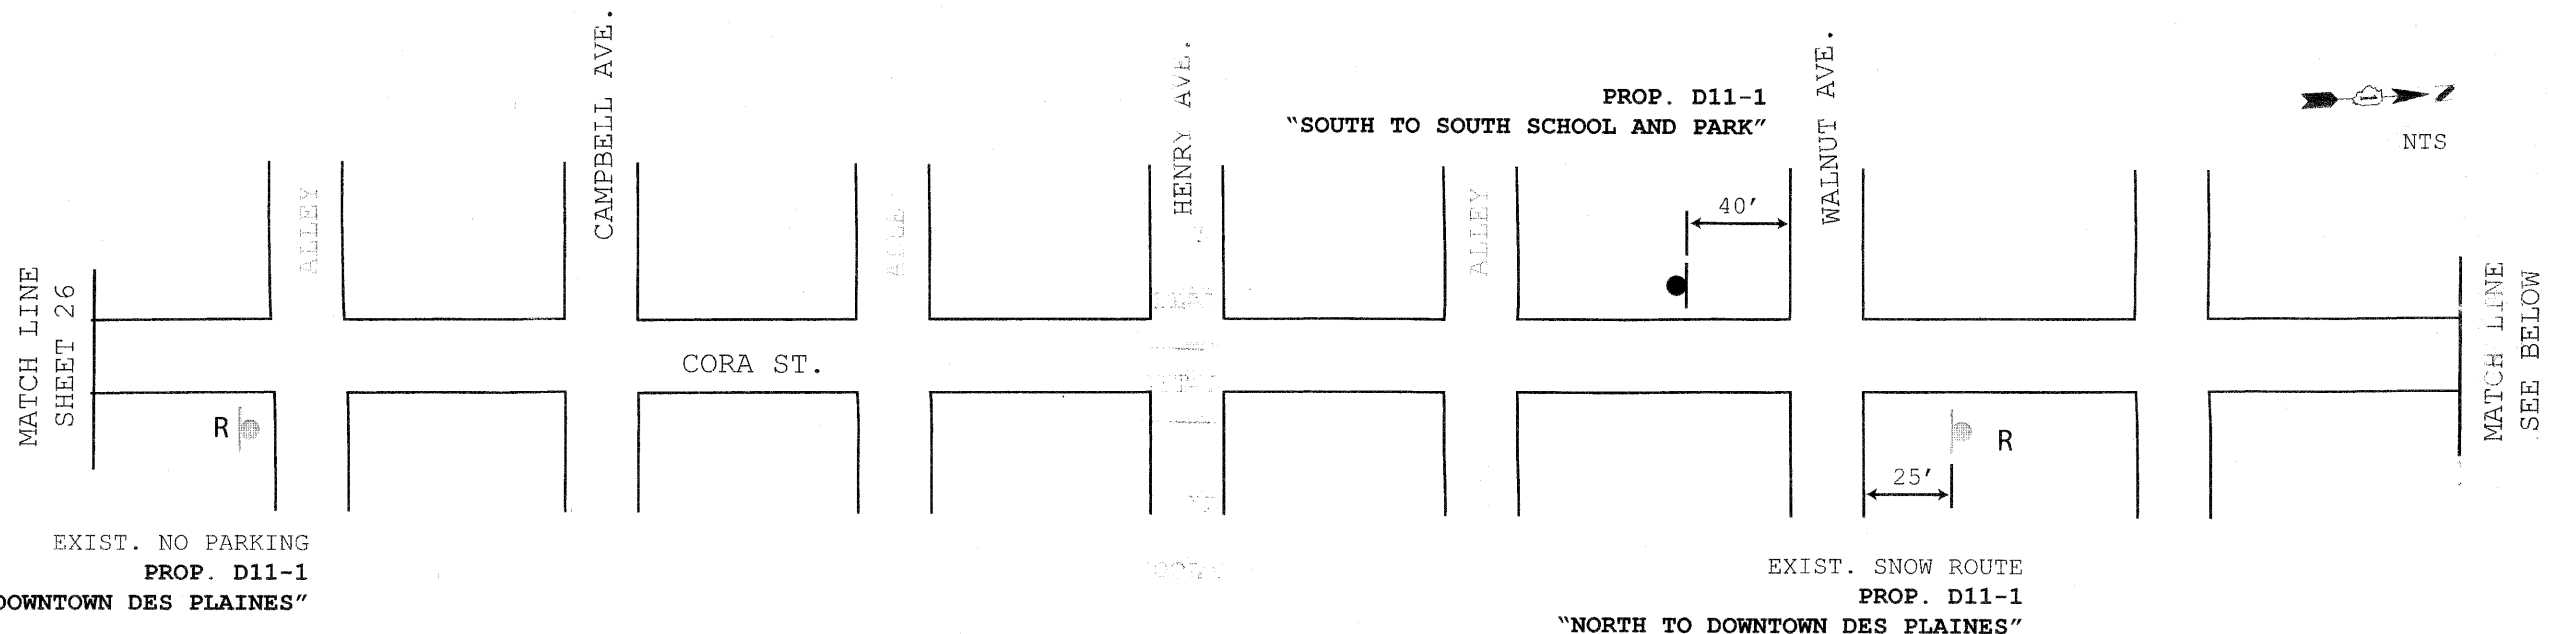 MATCH LINE
SHEET 26
ALLEY
CAMPBELL AVE.
HENRY AVE.
ALLEY
PROP. D11-1
“SOUTH TO SOUTH SCHOOL AND PARK”
40'
WALNUT AVE.
N
NTS
MATCH LINE
SEE BELOW
CORA ST.
R
R
25'
EXIST. NO PARKING
PROP. D11-1
DOWNTOWN DES PLAINES”
EXIST. SNOW ROUTE
PROP. D11-1
“NORTH TO DOWNTOWN DES PLAINES”